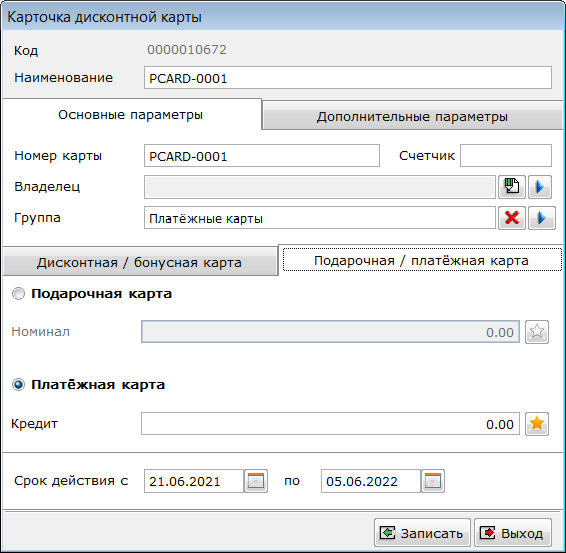 Карточка дисконтной карты
Код 0000010672
Наименование PCARD-0001
Основные параметры Дополнительные параметры
Номер карты PCARD-0001 Счетчик
Владелец
Группа Платёжные карты
Дисконтная / бонусная карта Подарочная / платёжная карта
Подарочная карта
Номинал 0.00
Платёжная карта
Кредит 0.00
Срок действия с 21.06.2021 по 05.06.2022
Записать Выход